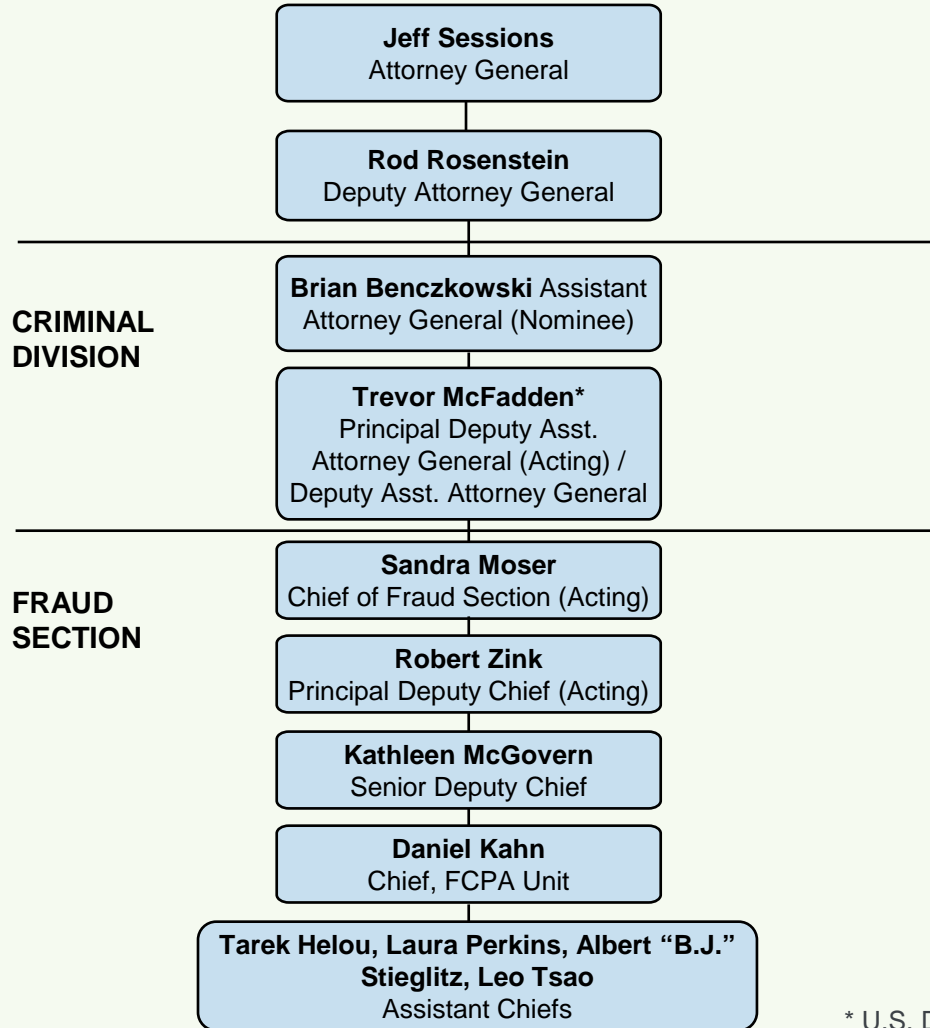 Jeff Sessions
Attorney General
Rod Rosenstein
Deputy Attorney General
CRIMINAL
DIVISION
Brian Benczkowski Assistant
Attorney General (Nominee)
Trevor McFadden*
Principal Deputy Asst.
Attorney General (Acting) /
Deputy Asst. Attorney General
FRAUD
SECTION
Sandra Moser
Chief of Fraud Section (Acting)
Robert Zink
Principal Deputy Chief (Acting)
Kathleen McGovern
Senior Deputy Chief
Daniel Kahn
Chief, FCPA Unit
Tarek Helou, Laura Perkins, Albert “B.J.”
Stieglitz, Leo Tsao
Assistant Chiefs
* U.S.